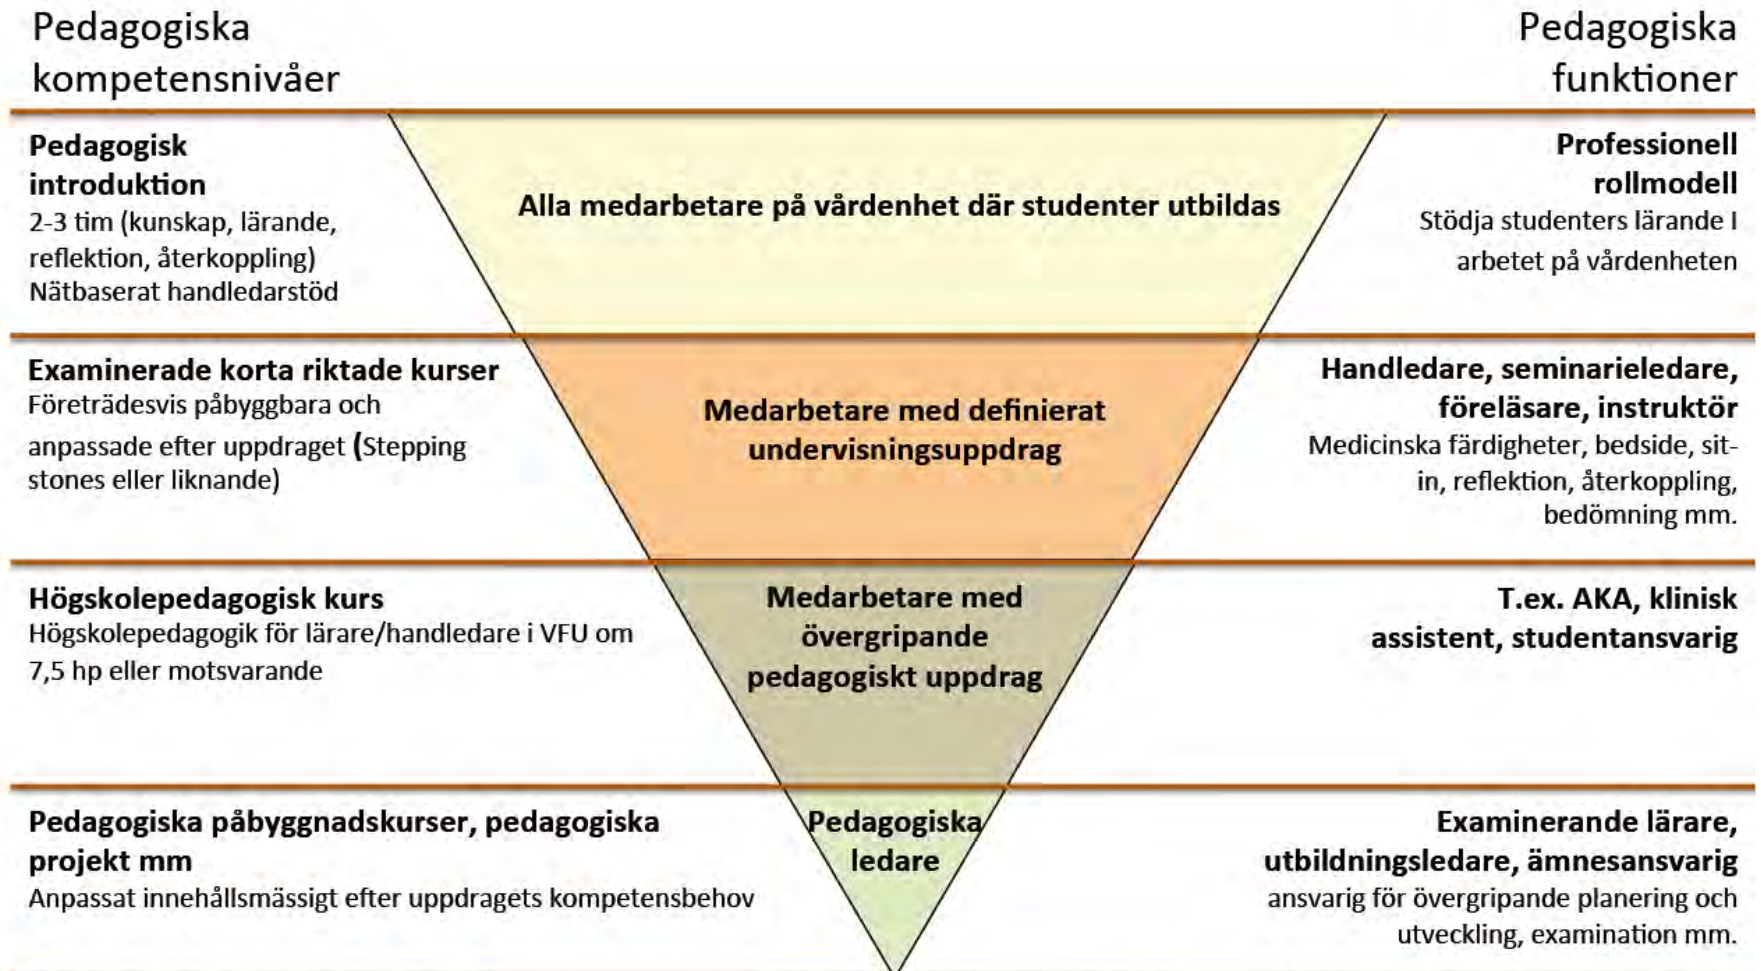 Pedagogiska
kompetensnivåer
Pedagogiska
funktioner
Pedagogisk
introduktion
2-3 tim (kunskap, lärande,
reflektion, återkoppling)
Nätbaserat handledarstöd
Alla medarbetare på vårdenhet där studenter utbildas
Professionell
rollmodell
Stödja studenters lärande I
arbetet på vårdenheten
Examinerade korta riktade kurser
Företrädesvis påbyggbara och
anpassade efter uppdraget (Stepping
stones eller liknande)
Medarbetare med definierat
undervisningsuppdrag
Handledare, seminarieledare,
föreläsare, instruktör
Medicinska färdigheter, bedside, sit-
in, reflektion, återkoppling,
bedömning mm.
Högskolepedagogisk kurs
Högskolepedagogik för lärare/handledare i VFU om
7,5 hp eller motsvarande
Medarbetare med
övergripande
pedagogiskt uppdrag
T.ex. AKA, klinisk
assistent, studentansvarig
Pedagogiska påbyggnadskurser, pedagogiska
projekt mm
Anpassat innehållsmässigt efter uppdragets kompetensbehov
Pedagogiska
ledare
Examinerande lärare,
utbildningsledare, ämnesansvarig
ansvarig för övergripande planering och
utveckling, examination mm.